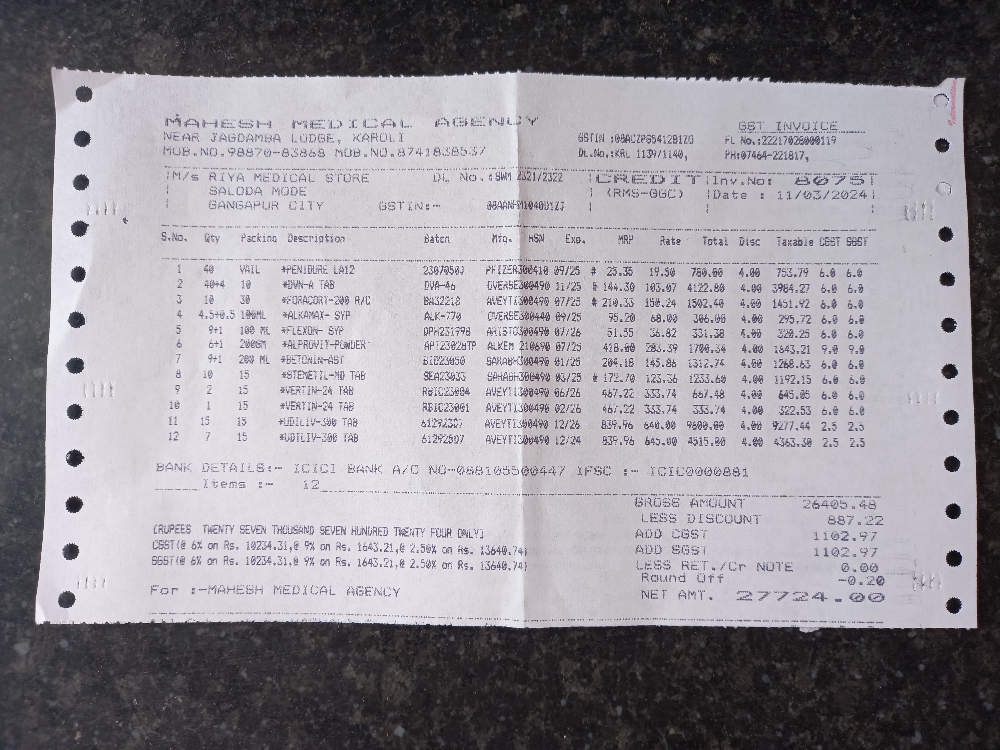 MAHESH MEDICAL AGENCY
NEAR JAGDAMBA LODGE, KAROLI
MOB.NO.98870-83868 MOB.NO.8741838537
GST INVOICE
GSTIN :08ACZPG5412B1ZG FL No.:22217026000119
DL.No.:KRL 1139/1140, PH:07464-221817,
M/s RIYA MEDICAL STORE DL No.:SWM 2321/2322
SALODA MODE
GANGAPUR CITY GSTIN:-
CREDIT Inv.No: 8075
(RMS-GGC) Date : 11/03/2024
S.No. Qty Packing Description Batch Mfg. HSN Exp. MRP Rate Total Disc Taxable CGST SGST
1 40 VAIL *PENIDURE LA12 PFIZER300410 09/25 # 25.35 19.50 780.00 4.00 753.79 6.0 6.0
2 40+4 10 *DVN-A TAB DVA-46 11/25 144.30 103.07 4122.80 4.00 3984.27 6.0 6.0
3 10 30 *FORACORT-200 R/C BA32218 AVEYTI300490 07/25 # 210.33 150.24 1502.40 4.00 1451.92 6.0 6.0
4 4.5+0.5 100ML *ALKAMAX- SYP ALK-770 09/25 95.20 68.00 306.00 4.00 295.72 6.0 6.0
5 9+1 100 ML *FLEXON- SYP DPH231998 ARISTO300490 07/26 51.55 36.82 331.38 4.00 320.25 6.0 6.0
6 6+1 200GM *ALPROVIT-POWDER ALKEM 210690 07/25 283.39 1700.34 4.00 1643.21 9.0 9.0
7 9+1 200 ML *BETONIN-AST BID23050 SARABH300490 01/25 204.18 145.86 1312.74 4.00 1268.63 6.0 6.0
8 10 15 *STEMETIL-MD TAB SEA23033 03/25 # 172.70 123.36 1233.60 4.00 1192.15 6.0 6.0
9 2 15 *VERTIN-24 TAB RBIC23004 AVEYTI300490 06/26 467.22 333.74 667.48 4.00 645.05 6.0 6.0
10 1 15 *VERTIN-24 TAB RBIC23001 AVEYTI300490 02/26 467.22 333.74 333.74 4.00 322.53 6.0 6.0
11 15 15 *UDILIV-300 TAB 61292307 AVEYTI300490 12/26 839.96 640.00 9600.00 4.00 9277.44 2.5 2.5
12 7 15 *UDILIV-300 TAB 61292507 AVEYTI300490 12/24 839.96 645.00 4515.00 4.00 4363.30 2.5 2.5
BANK DETAILS:- ICICI BANK A/C NO-088105500447 IFSC :- ICIC0000881
Items :- 12
GROSS AMOUNT 26405.48
LESS DISCOUNT 887.22
[RUPEES TWENTY SEVEN THOUSAND SEVEN HUNDRED TWENTY FOUR ONLY] ADD CGST 1102.97
CGST(@ 6% on Rs. 10234.31,@ 9% on Rs. 1643.21,@ 2.50% on Rs. 13640.74) ADD SGST 1102.97
SGST(@ 6% on Rs. 10234.31,@ 9% on Rs. 1643.21,@ 2.50% on Rs. 13640.74) LESS RET./Cr NOTE 0.00
Round Off -0.20
For :-MAHESH MEDICAL AGENCY NET AMT. 27724.00